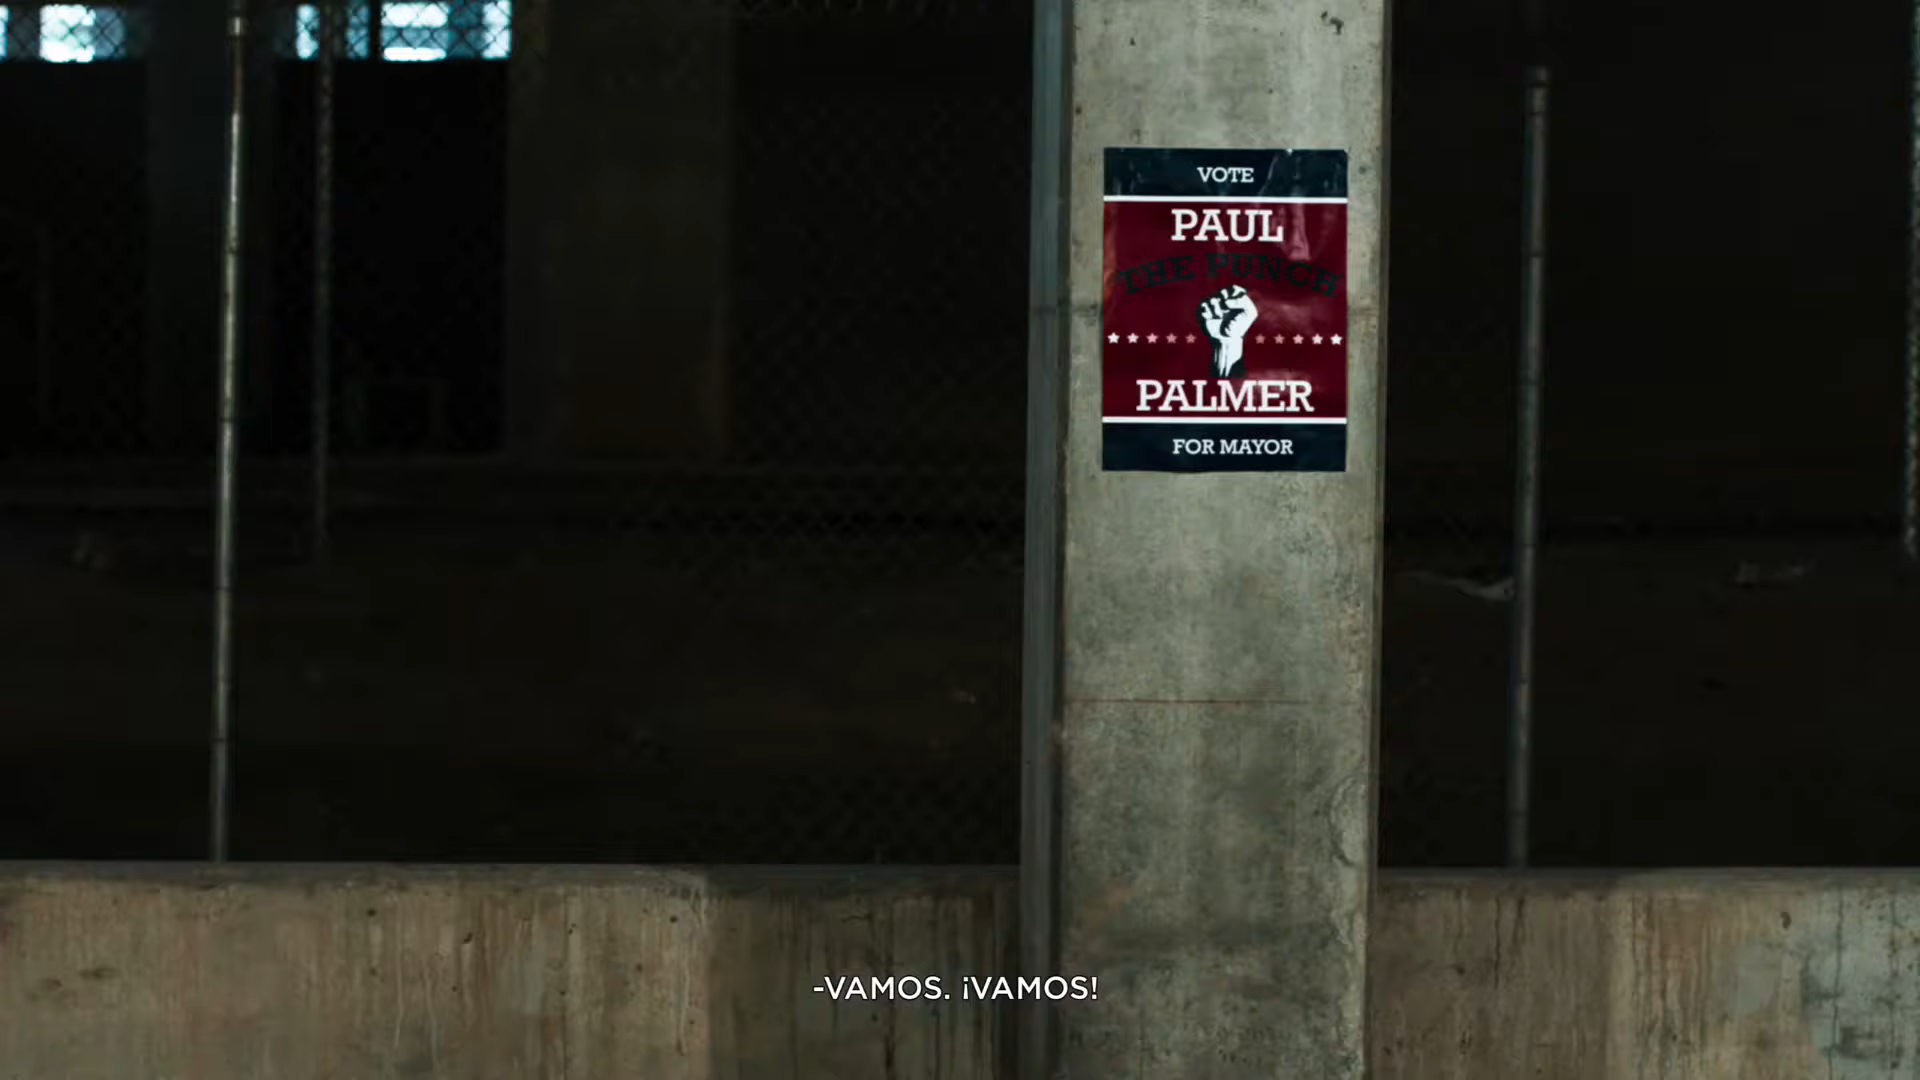 VOTE
PAUL
THE PUNCH
PALMER
FOR MAYOR
-VAMOS. ¡VAMOS!